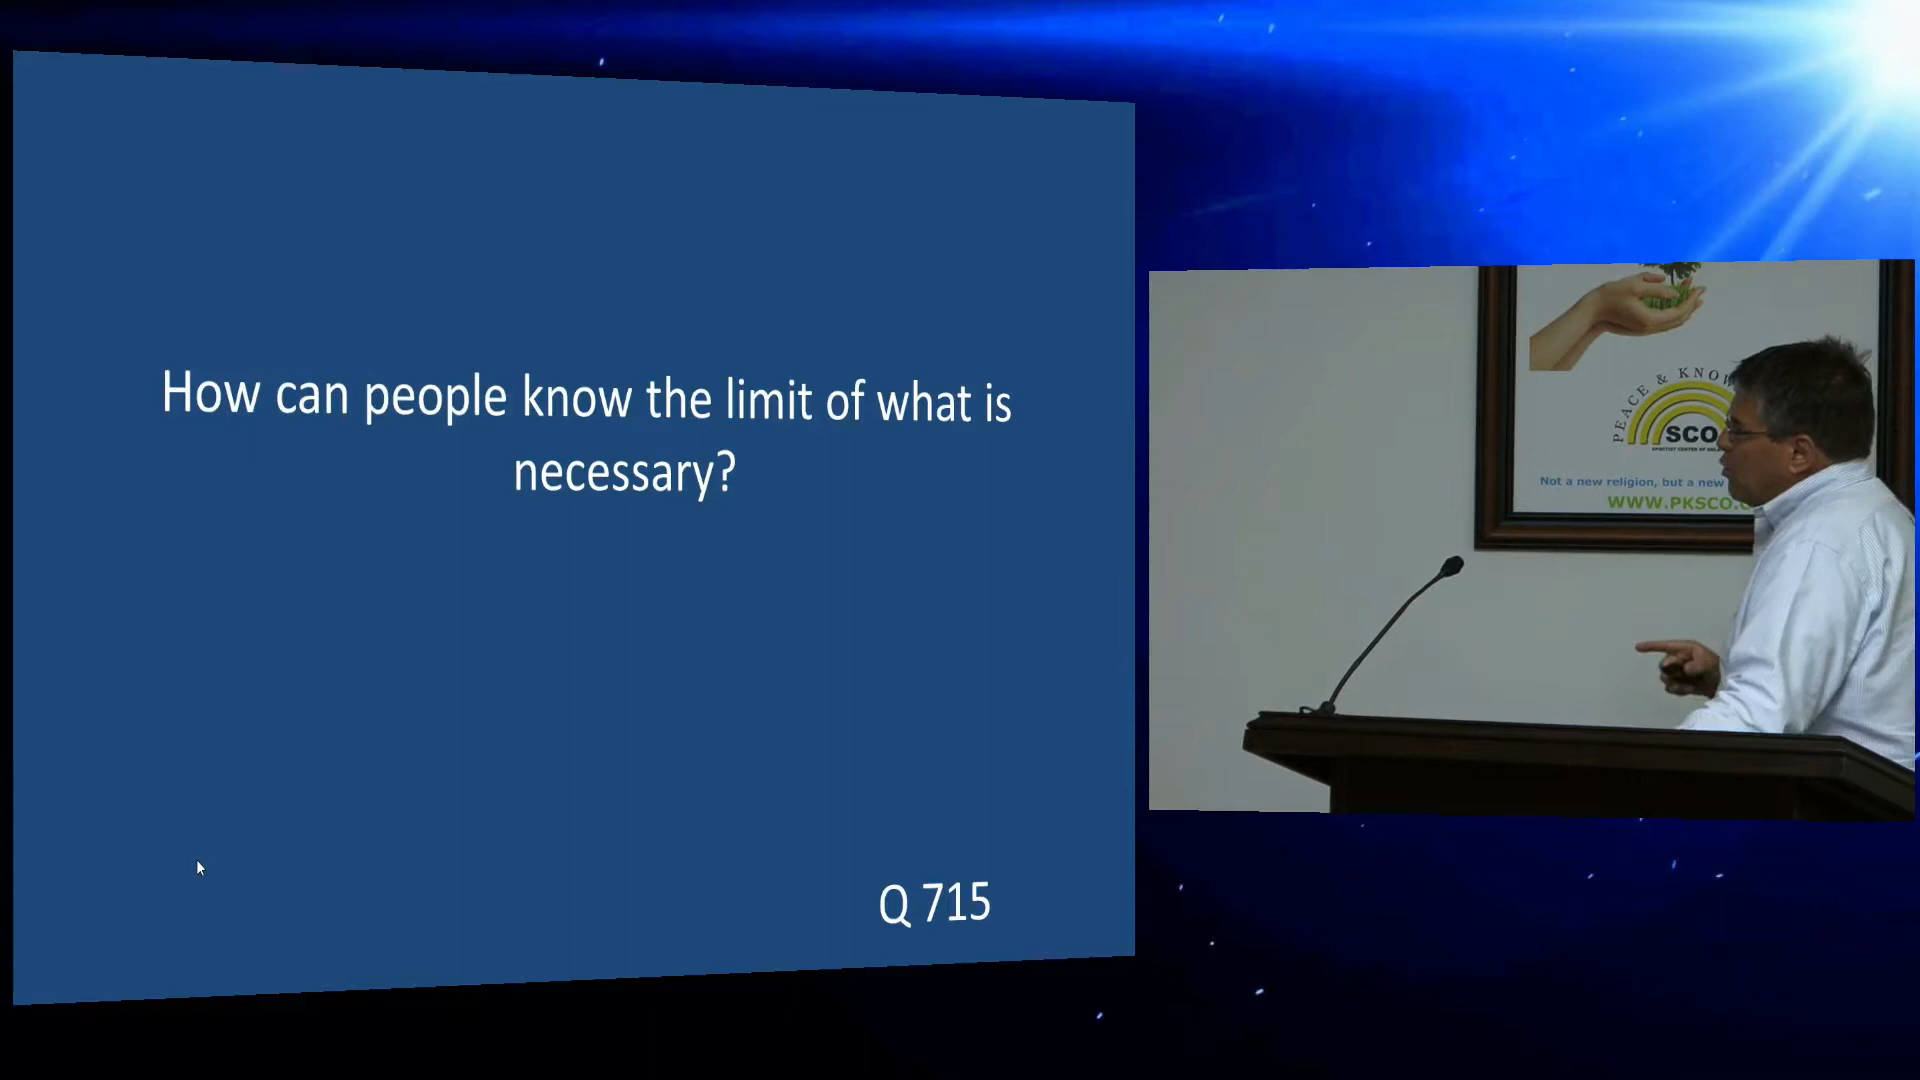 How can people know the limit of what is
necessary?
Q 715
PEACE & KNOW
SCO
Not a new religion, but a new
WWW.PKSCO.